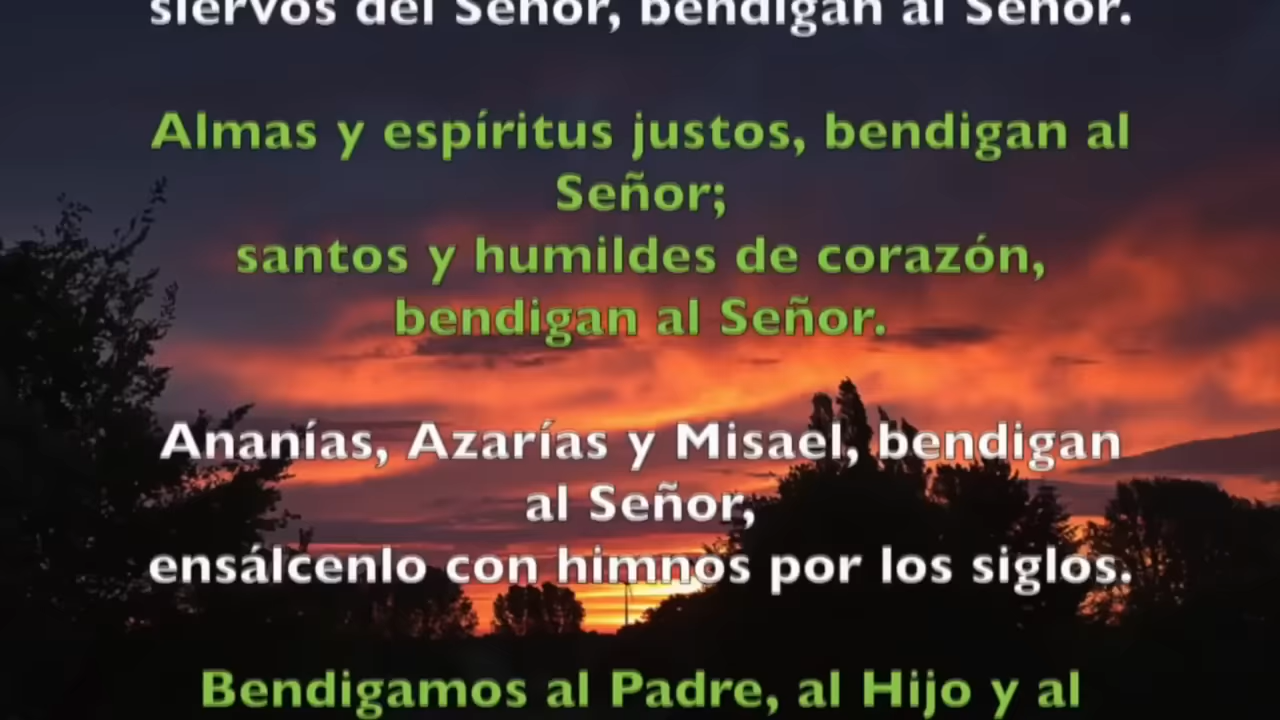 siervos del Señor, bendigan al Señor.
Almas y espíritus justos, bendigan al
Señor;
santos y humildes de corazón,
bendigan al Señor.
Ananías, Azarías y Misael, bendigan
al Señor,
ensálcenlo con himnos por los siglos.
Bendigamos al Padre, al Hijo y al